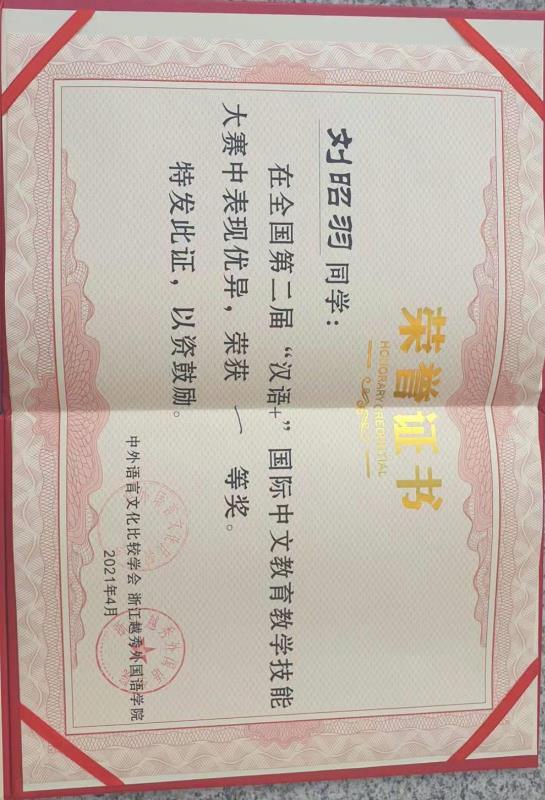 荣誉证书
HONORARY CREDENTIAL
刘昭羽 同学：
在全国第二届“汉语+”国际中文教育教学技能
大赛中表现优异，荣获 一 等奖。
特发此证，以资鼓励。
中外语言文化比较学会 浙江越秀外国语学院
2021年4月